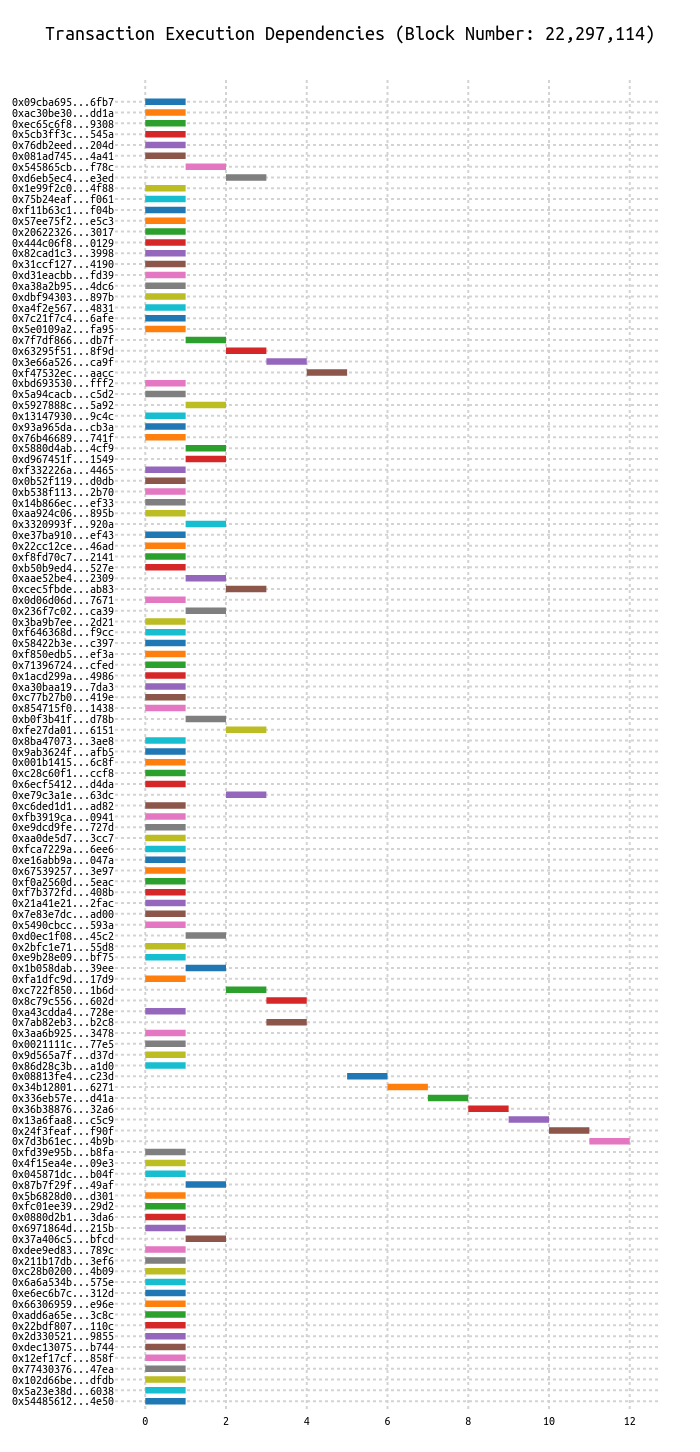 Transaction Execution Dependencies (Block Number: 22,297,114)
0x09cba695...6fb7
0xac30be30...dd1a
0xec65c6f8...9308
0x5cb3ff3c...545a
0x76db2eed...204d
0x081ad745...4a41
0x545865cb...f78c
0xd6eb5ec4...e3ed
0x1e99f2c0...4f88
0x75b24eaf...f061
0xf11b63c1...f04b
0x57ee75f2...e5c3
0x20622326...3017
0x444c06f8...0129
0x82cad1c3...3998
0x31ccf127...4190
0xd31eacbb...fd39
0xa38a2b95...4dc6
0xdbf94303...897b
0xa4f2e567...4831
0x7c21f7c4...6afe
0x5e0109a2...fa95
0x7f7df866...db7f
0x63295f51...8f9d
0x3e66a526...ca9f
0xf47532ec...aacc
0xbd693530...fff2
0x5a94cacb...c5d2
0x5927888c...5a92
0x13147930...9c4c
0x93a965da...cb3a
0x76b46689...741f
0x5880d4ab...4cf9
0xd967451f...1549
0xf332226a...4465
0x0b52f119...d0db
0xb538f113...2b70
0x14b866ec...ef33
0xaa924c06...895b
0x3320993f...920a
0xe37ba910...ef43
0x22cc12ce...46ad
0xf8fd70c7...2141
0xb50b9ed4...527e
0xaae52be4...2309
0xcec5fbde...ab83
0x0d06d06d...7671
0x236f7c02...ca39
0x3ba9b7ee...2d21
0xf646368d...f9cc
0x58422b3e...c397
0xf850edb5...ef3a
0x71396724...cfed
0x1acd299a...4986
0xa30baa19...7da3
0xc77b27b0...419e
0x854715f0...1438
0xb0f3b41f...d78b
0xfe27da01...6151
0x8ba47073...3ae8
0x9ab3624f...afb5
0x001b1415...6c8f
0xc28c60f1...ccf8
0x6ecf5412...d4da
0xe79c3a1e...63dc
0xc6ded1d1...ad82
0xfb3919ca...0941
0xe9dcd9fe...727d
0xaa0de5d7...3cc7
0xfca7229a...6ee6
0xe16abb9a...047a
0x67539257...3e97
0xf0a2560d...5eac
0xf7b372fd...408b
0x21a41e21...2fac
0x7e83e7dc...ad00
0x5490cbcc...593a
0xd0ec1f08...45c2
0x2bfc1e71...55d8
0xe9b28e09...bf75
0x1b058dab...39ee
0xfa1dfc9d...17d9
0xc722f850...1b6d
0x8c79c556...602d
0xa43cdda4...728e
0x7ab82eb3...b2c8
0x3aa6b925...3478
0x0021111c...77e5
0x9d565a7f...d37d
0x86d28c3b...a1d0
0x08813fe4...c23d
0x34b12801...6271
0x336eb57e...d41a
0x36b38876...32a6
0x13a6faa8...c5c9
0x24f3feaf...f90f
0x7d3b61ec...4b9b
0xfd39e95b...b8fa
0x4f15ea4e...09e3
0x045871dc...b04f
0x87b7f29f...49af
0x5b6828d0...d301
0xfc01ee39...29d2
0x0880d2b1...3da6
0x6971864d...215b
0x37a406c5...bfcd
0xdee9ed83...789c
0x211b17db...3ef6
0xc28b0200...4b09
0x6a6a534b...575e
0xe6ec6b7c...312d
0x66306959...e96e
0xadd6a65e...3c8c
0x22bdf807...110c
0x2d330521...9855
0xdec13075...b744
0x12ef17cf...858f
0x77430376...47ea
0x102d66be...dfdb
0x5a23e38d...6038
0x54485612...4e50
0 2 4 6 8 10 12